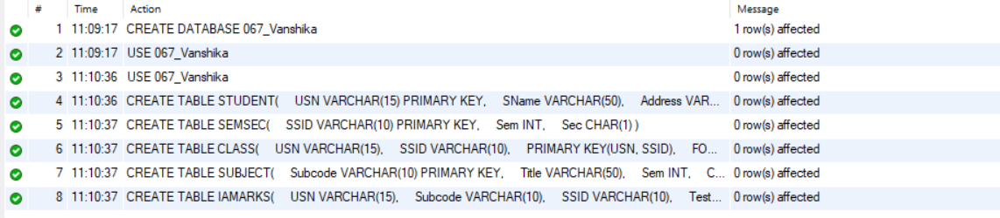 # Time Action Message
1 11:09:17 CREATE DATABASE 067_Vanshika 1 row(s) affected
2 11:09:17 USE 067_Vanshika 0 row(s) affected
3 11:10:36 USE 067_Vanshika 0 row(s) affected
4 11:10:36 CREATE TABLE STUDENT( USN VARCHAR(15) PRIMARY KEY, SName VARCHAR(50), Address VAR... 0 row(s) affected
5 11:10:37 CREATE TABLE SEMSEC( SSID VARCHAR(10) PRIMARY KEY, Sem INT, Sec CHAR(1) ) 0 row(s) affected
6 11:10:37 CREATE TABLE CLASS( USN VARCHAR(15), SSID VARCHAR(10), PRIMARY KEY(USN, SSID), FO... 0 row(s) affected
7 11:10:37 CREATE TABLE SUBJECT( Subcode VARCHAR(10) PRIMARY KEY, Title VARCHAR(50), Sem INT, C... 0 row(s) affected
8 11:10:37 CREATE TABLE IAMARKS( USN VARCHAR(15), Subcode VARCHAR(10), SSID VARCHAR(10), Test... 0 row(s) affected